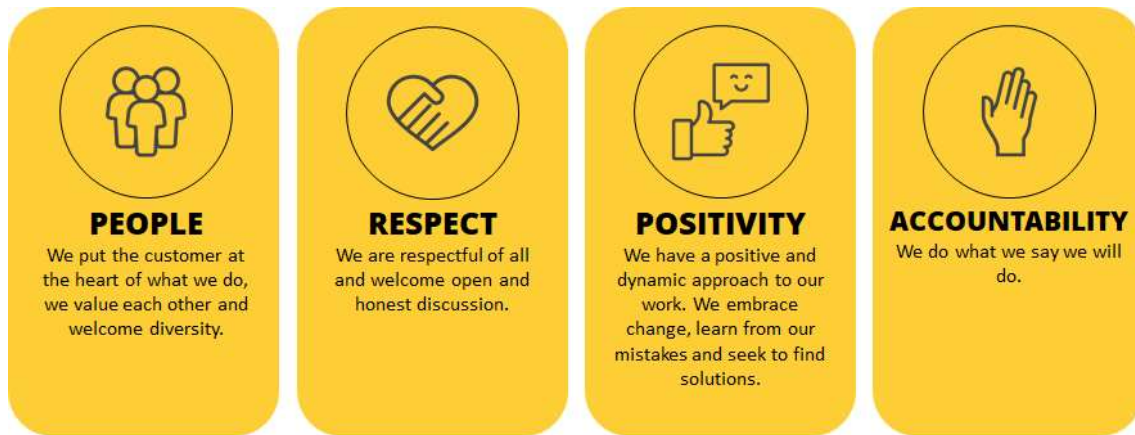 PEOPLE
We put the customer at
the heart of what we do,
we value each other and
welcome diversity.
RESPECT
We are respectful of all
and welcome open and
honest discussion.
POSITIVITY
We have a positive and
dynamic approach to our
work. We embrace
change, learn from our
mistakes and seek to find
solutions.
ACCOUNTABILITY
We do what we say we will
do.